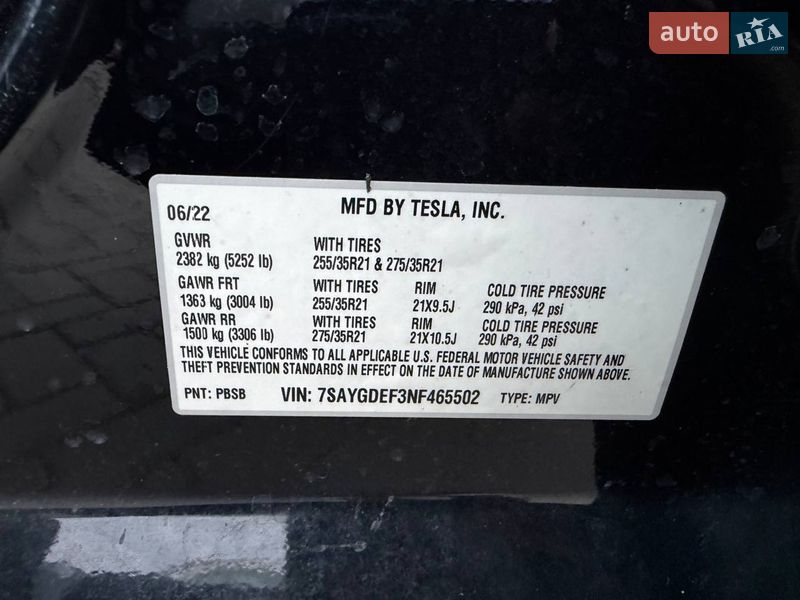 auto RIA .com
06/22 MFD BY TESLA, INC.
GVWR WITH TIRES
2382 kg (5252 lb) 255/35R21 & 275/35R21
GAWR FRT WITH TIRES RIM COLD TIRE PRESSURE
1363 kg (3004 lb) 255/35R21 21X9.5J 290 kPa, 42 psi
GAWR RR WITH TIRES RIM COLD TIRE PRESSURE
1500 kg (3306 lb) 275/35R21 21X10.5J 290 kPa, 42 psi
THIS VEHICLE CONFORMS TO ALL APPLICABLE U.S. FEDERAL MOTOR VEHICLE SAFETY AND
THEFT PREVENTION STANDARDS IN EFFECT ON THE DATE OF MANUFACTURE SHOWN ABOVE.
PNT: PBSB VIN: 7SAYGDEF3NF465502 TYPE: MPV